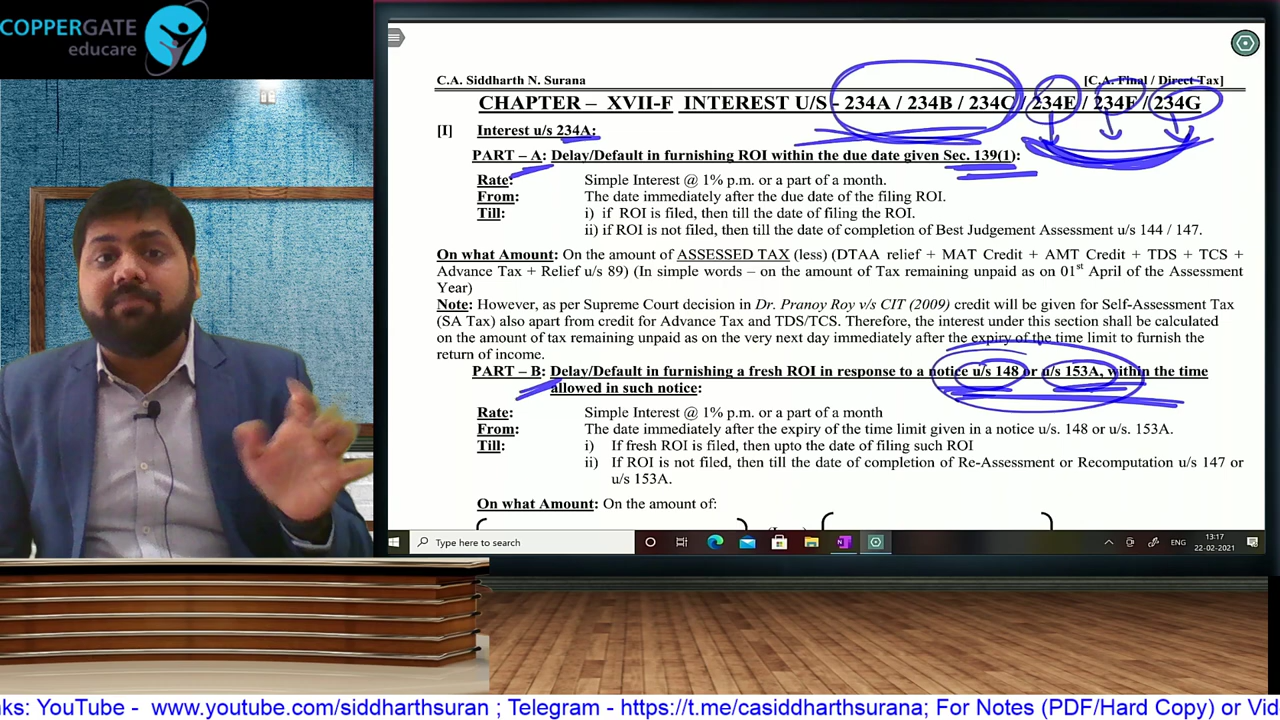 COPPERGATE
educare
C.A. Siddharth N. Surana [C.A. Final / Direct Tax]
CHAPTER – XVII-F INTEREST U/S - 234A / 234B / 234C / 234E / 234F / 234G
[I] Interest u/s 234A:
PART – A: Delay/Default in furnishing ROI within the due date given Sec. 139(1):
Rate: Simple Interest @ 1% p.m. or a part of a month.
From: The date immediately after the due date of the filing ROI.
Till: i) if ROI is filed, then till the date of filing the ROI.
ii) if ROI is not filed, then till the date of completion of Best Judgement Assessment u/s 144 / 147.
On what Amount: On the amount of ASSESSED TAX (less) (DTAA relief + MAT Credit + AMT Credit + TDS + TCS +
Advance Tax + Relief u/s 89) (In simple words – on the amount of Tax remaining unpaid as on 01st April of the Assessment
Year)
Note: However, as per Supreme Court decision in Dr. Pranoy Roy v/s CIT (2009) credit will be given for Self-Assessment Tax
(SA Tax) also apart from credit for Advance Tax and TDS/TCS. Therefore, the interest under this section shall be calculated
on the amount of tax remaining unpaid as on the very next day immediately after the expiry of the time limit to furnish the
return of income.
PART – B: Delay/Default in furnishing a fresh ROI in response to a notice u/s 148 or u/s 153A, within the time
allowed in such notice:
Rate: Simple Interest @ 1% p.m. or a part of a month
From: The date immediately after the expiry of the time limit given in a notice u/s. 148 or u/s. 153A.
Till: i) If fresh ROI is filed, then upto the date of filing such ROI
ii) If ROI is not filed, then till the date of completion of Re-Assessment or Recomputation u/s 147 or
u/s 153A.
On what Amount: On the amount of:
Type here to search
ENG
13:17
22-02-2021
nks: YouTube - www.youtube.com/siddharthsuran ; Telegram - https://t.me/casiddharthsurana; For Notes (PDF/Hard Copy) or Vid